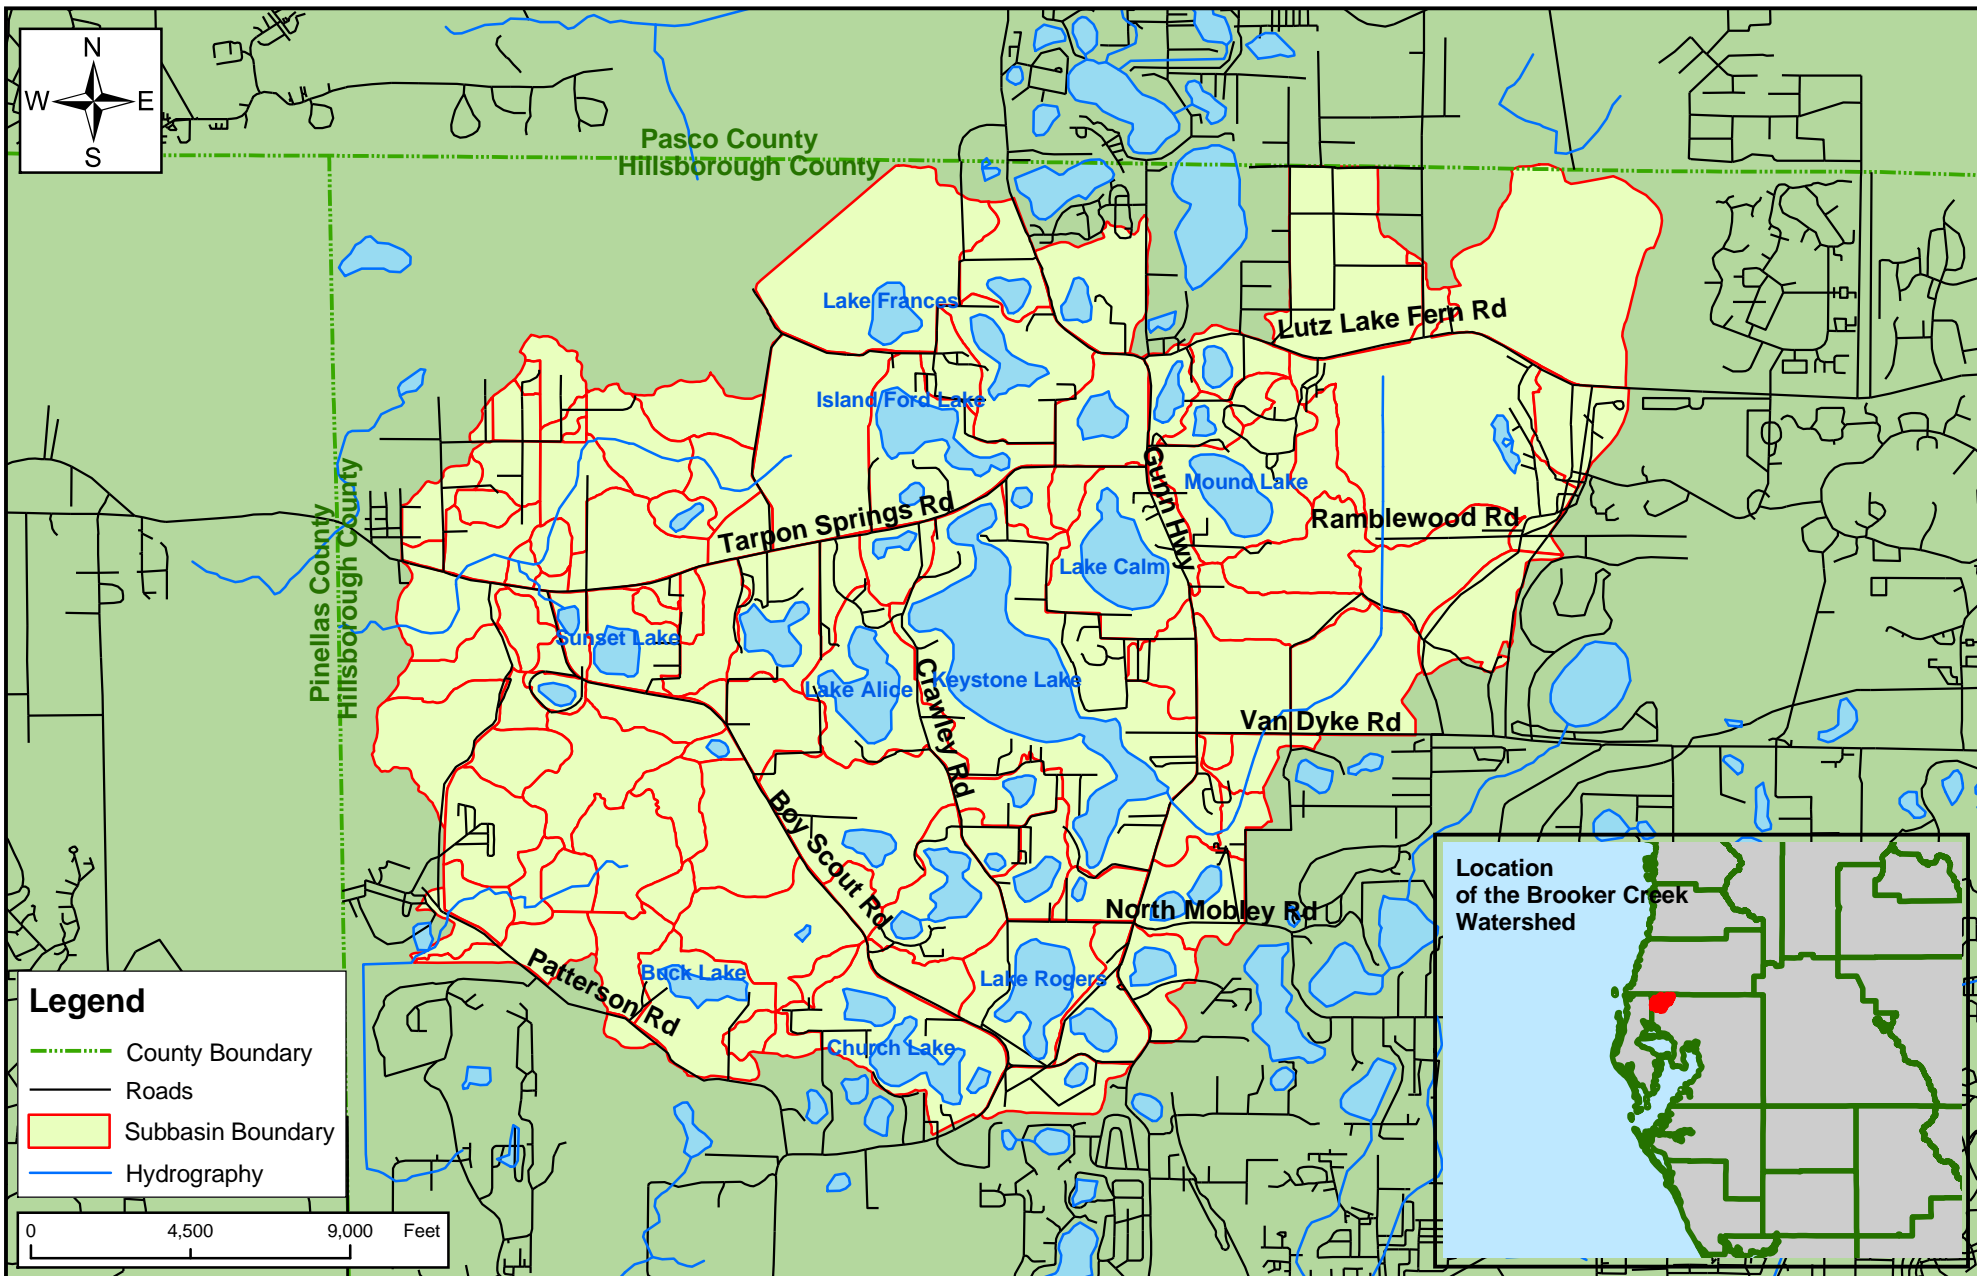 N
W E
S
Pasco County
Hillsborough County
Lake Frances
Lutz Lake Fern Rd
Island/Ford Lake
Gunn Hwy
Mound Lake
Ramblewood Rd
Tarpon Springs Rd
Lake Calm
Pinellas County
Hillsborough County
Sunset Lake
Lake Alice
Crawley Rd
Keystone Lake
Van Dyke Rd
Boy Scout Rd
North Mobley Rd
Patterson Rd
Buck Lake
Lake Rogers
Church Lake
Location
of the Brooker Creek
Watershed
Legend
County Boundary
Roads
Subbasin Boundary
Hydrography
0 4,500 9,000 Feet